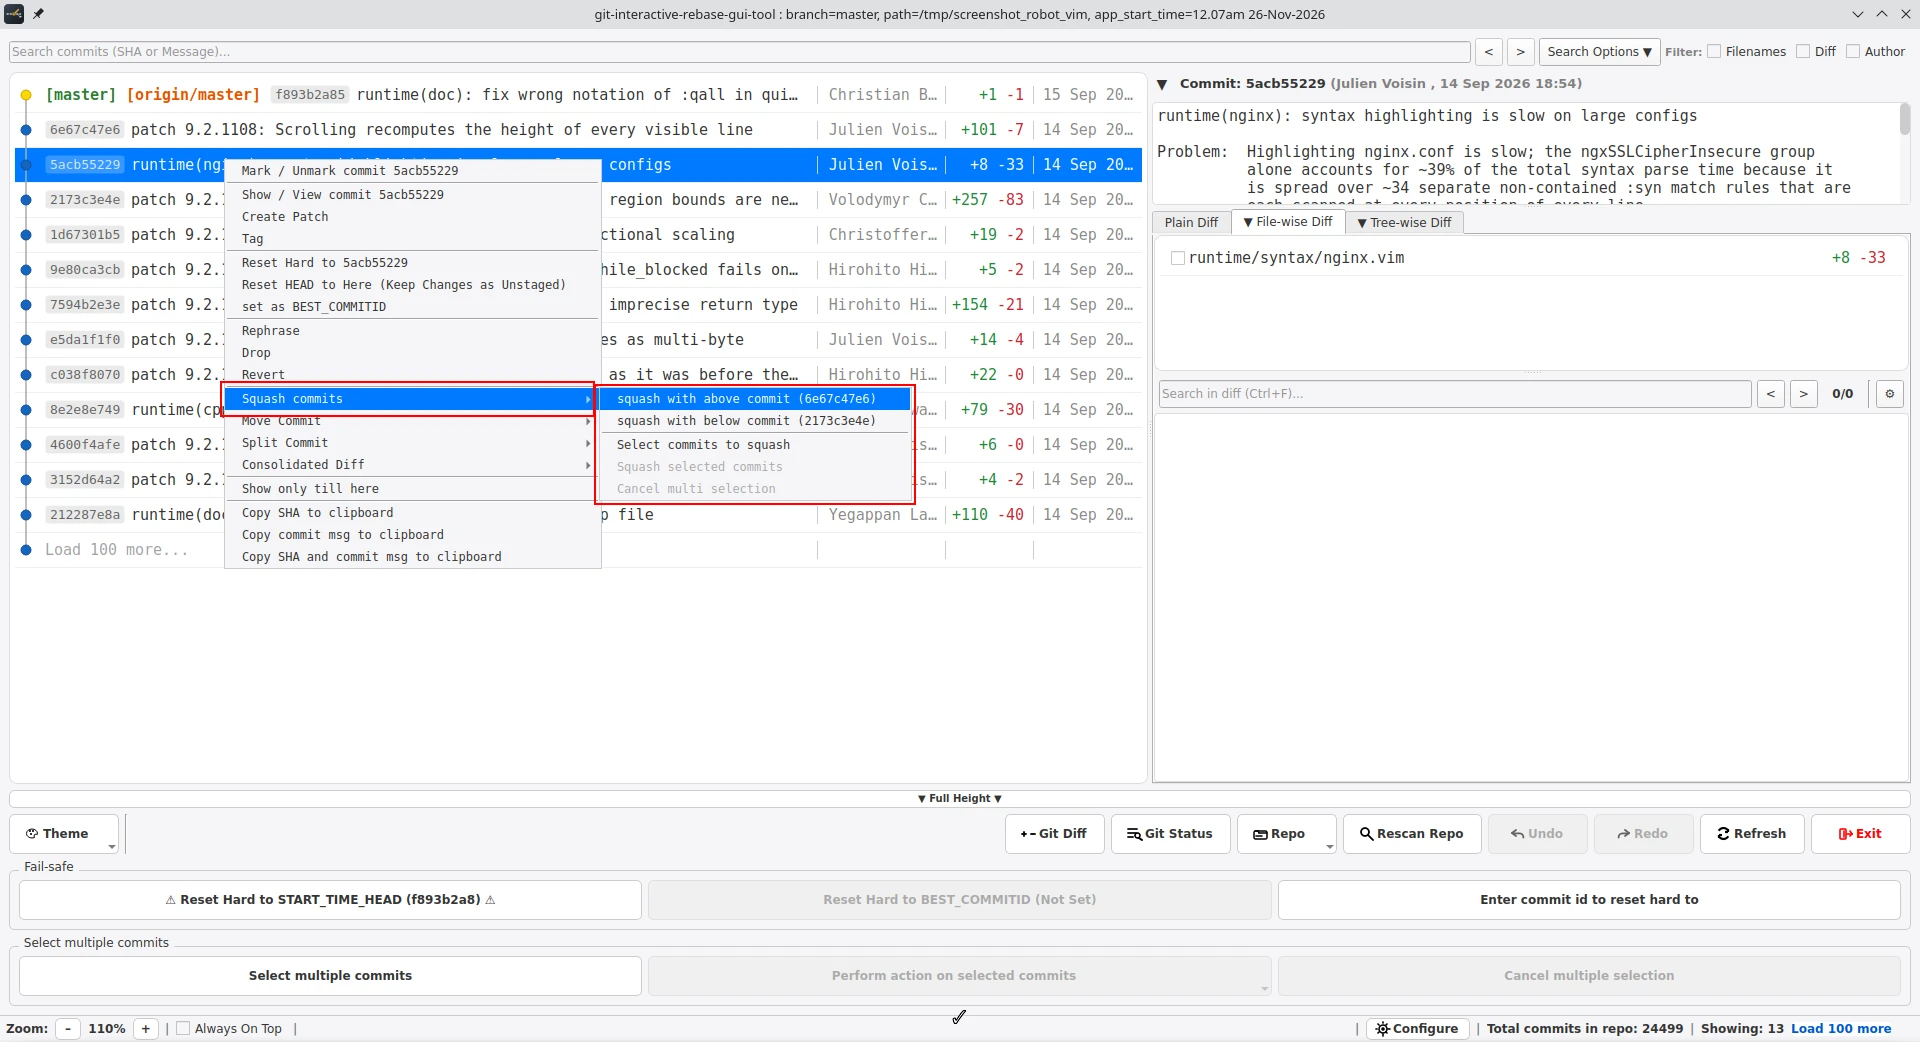 git-interactive-rebase-gui-tool : branch=master, path=/tmp/screenshot_robot_vim, app_start_time=12.07am 26-Nov-2026
Search commits (SHA or Message)...
< > Search Options ▼ Filter: Filenames Diff Author
[master] [origin/master] f893b2a85 runtime(doc): fix wrong notation of :qall in qui… Christian B… +1 -1 15 Sep 20…
6e67c47e6 patch 9.2.1108: Scrolling recomputes the height of every visible line Julien Vois… +101 -7 14 Sep 20…
5acb55229 runtime(ng configs Julien Vois… +8 -33 14 Sep 20…
2173c3e4e patch 9.2. region bounds are ne… Volodymyr C… +257 -83 14 Sep 20…
1d67301b5 patch 9.2. ctional scaling Christoffer… +19 -2 14 Sep 20…
9e80ca3cb patch 9.2. hile_blocked fails on… Hirohito Hi… +5 -2 14 Sep 20…
7594b2e3e patch 9.2. imprecise return type Hirohito Hi… +154 -21 14 Sep 20…
e5da1f1f0 patch 9.2. es as multi-byte Julien Vois… +14 -4 14 Sep 20…
c038f8070 patch 9.2. as it was before the… Hirohito Hi… +22 -0 14 Sep 20…
8e2e8e749 runtime(cp wa… +79 -30 14 Sep 20…
4600f4afe patch 9.2. is… +6 -0 14 Sep 20…
3152d64a2 patch 9.2. is… +4 -2 14 Sep 20…
212287e8a runtime(do p file Yegappan La… +110 -40 14 Sep 20…
Load 100 more...
Mark / Unmark commit 5acb55229
Show / View commit 5acb55229
Create Patch
Tag
Reset Hard to 5acb55229
Reset HEAD to Here (Keep Changes as Unstaged)
set as BEST_COMMITID
Rephrase
Drop
Revert
Squash commits
Move Commit
Split Commit
Consolidated Diff
Show only till here
Copy SHA to clipboard
Copy commit msg to clipboard
Copy SHA and commit msg to clipboard
squash with above commit (6e67c47e6)
squash with below commit (2173c3e4e)
Select commits to squash
Squash selected commits
Cancel multi selection
▼ Commit: 5acb55229 (Julien Voisin , 14 Sep 2026 18:54)
runtime(nginx): syntax highlighting is slow on large configs
Problem: Highlighting nginx.conf is slow; the ngxSSLCipherInsecure group
alone accounts for ~39% of the total syntax parse time because it
is spread over ~34 separate non-contained :syn match rules that are
each scanned at every position of every line.
Plain Diff ▼ File-wise Diff ▼ Tree-wise Diff
runtime/syntax/nginx.vim +8 -33
Search in diff (Ctrl+F)... < > 0/0
▼ Full Height ▼
Theme Git Diff Git Status Repo Rescan Repo Undo Redo Refresh Exit
Fail-safe
⚠ Reset Hard to START_TIME_HEAD (f893b2a8) ⚠ Reset Hard to BEST_COMMITID (Not Set) Enter commit id to reset hard to
Select multiple commits
Select multiple commits Perform action on selected commits Cancel multiple selection
Zoom: - 110% + | Always On Top | | Configure | Total commits in repo: 24499 | Showing: 13 Load 100 more